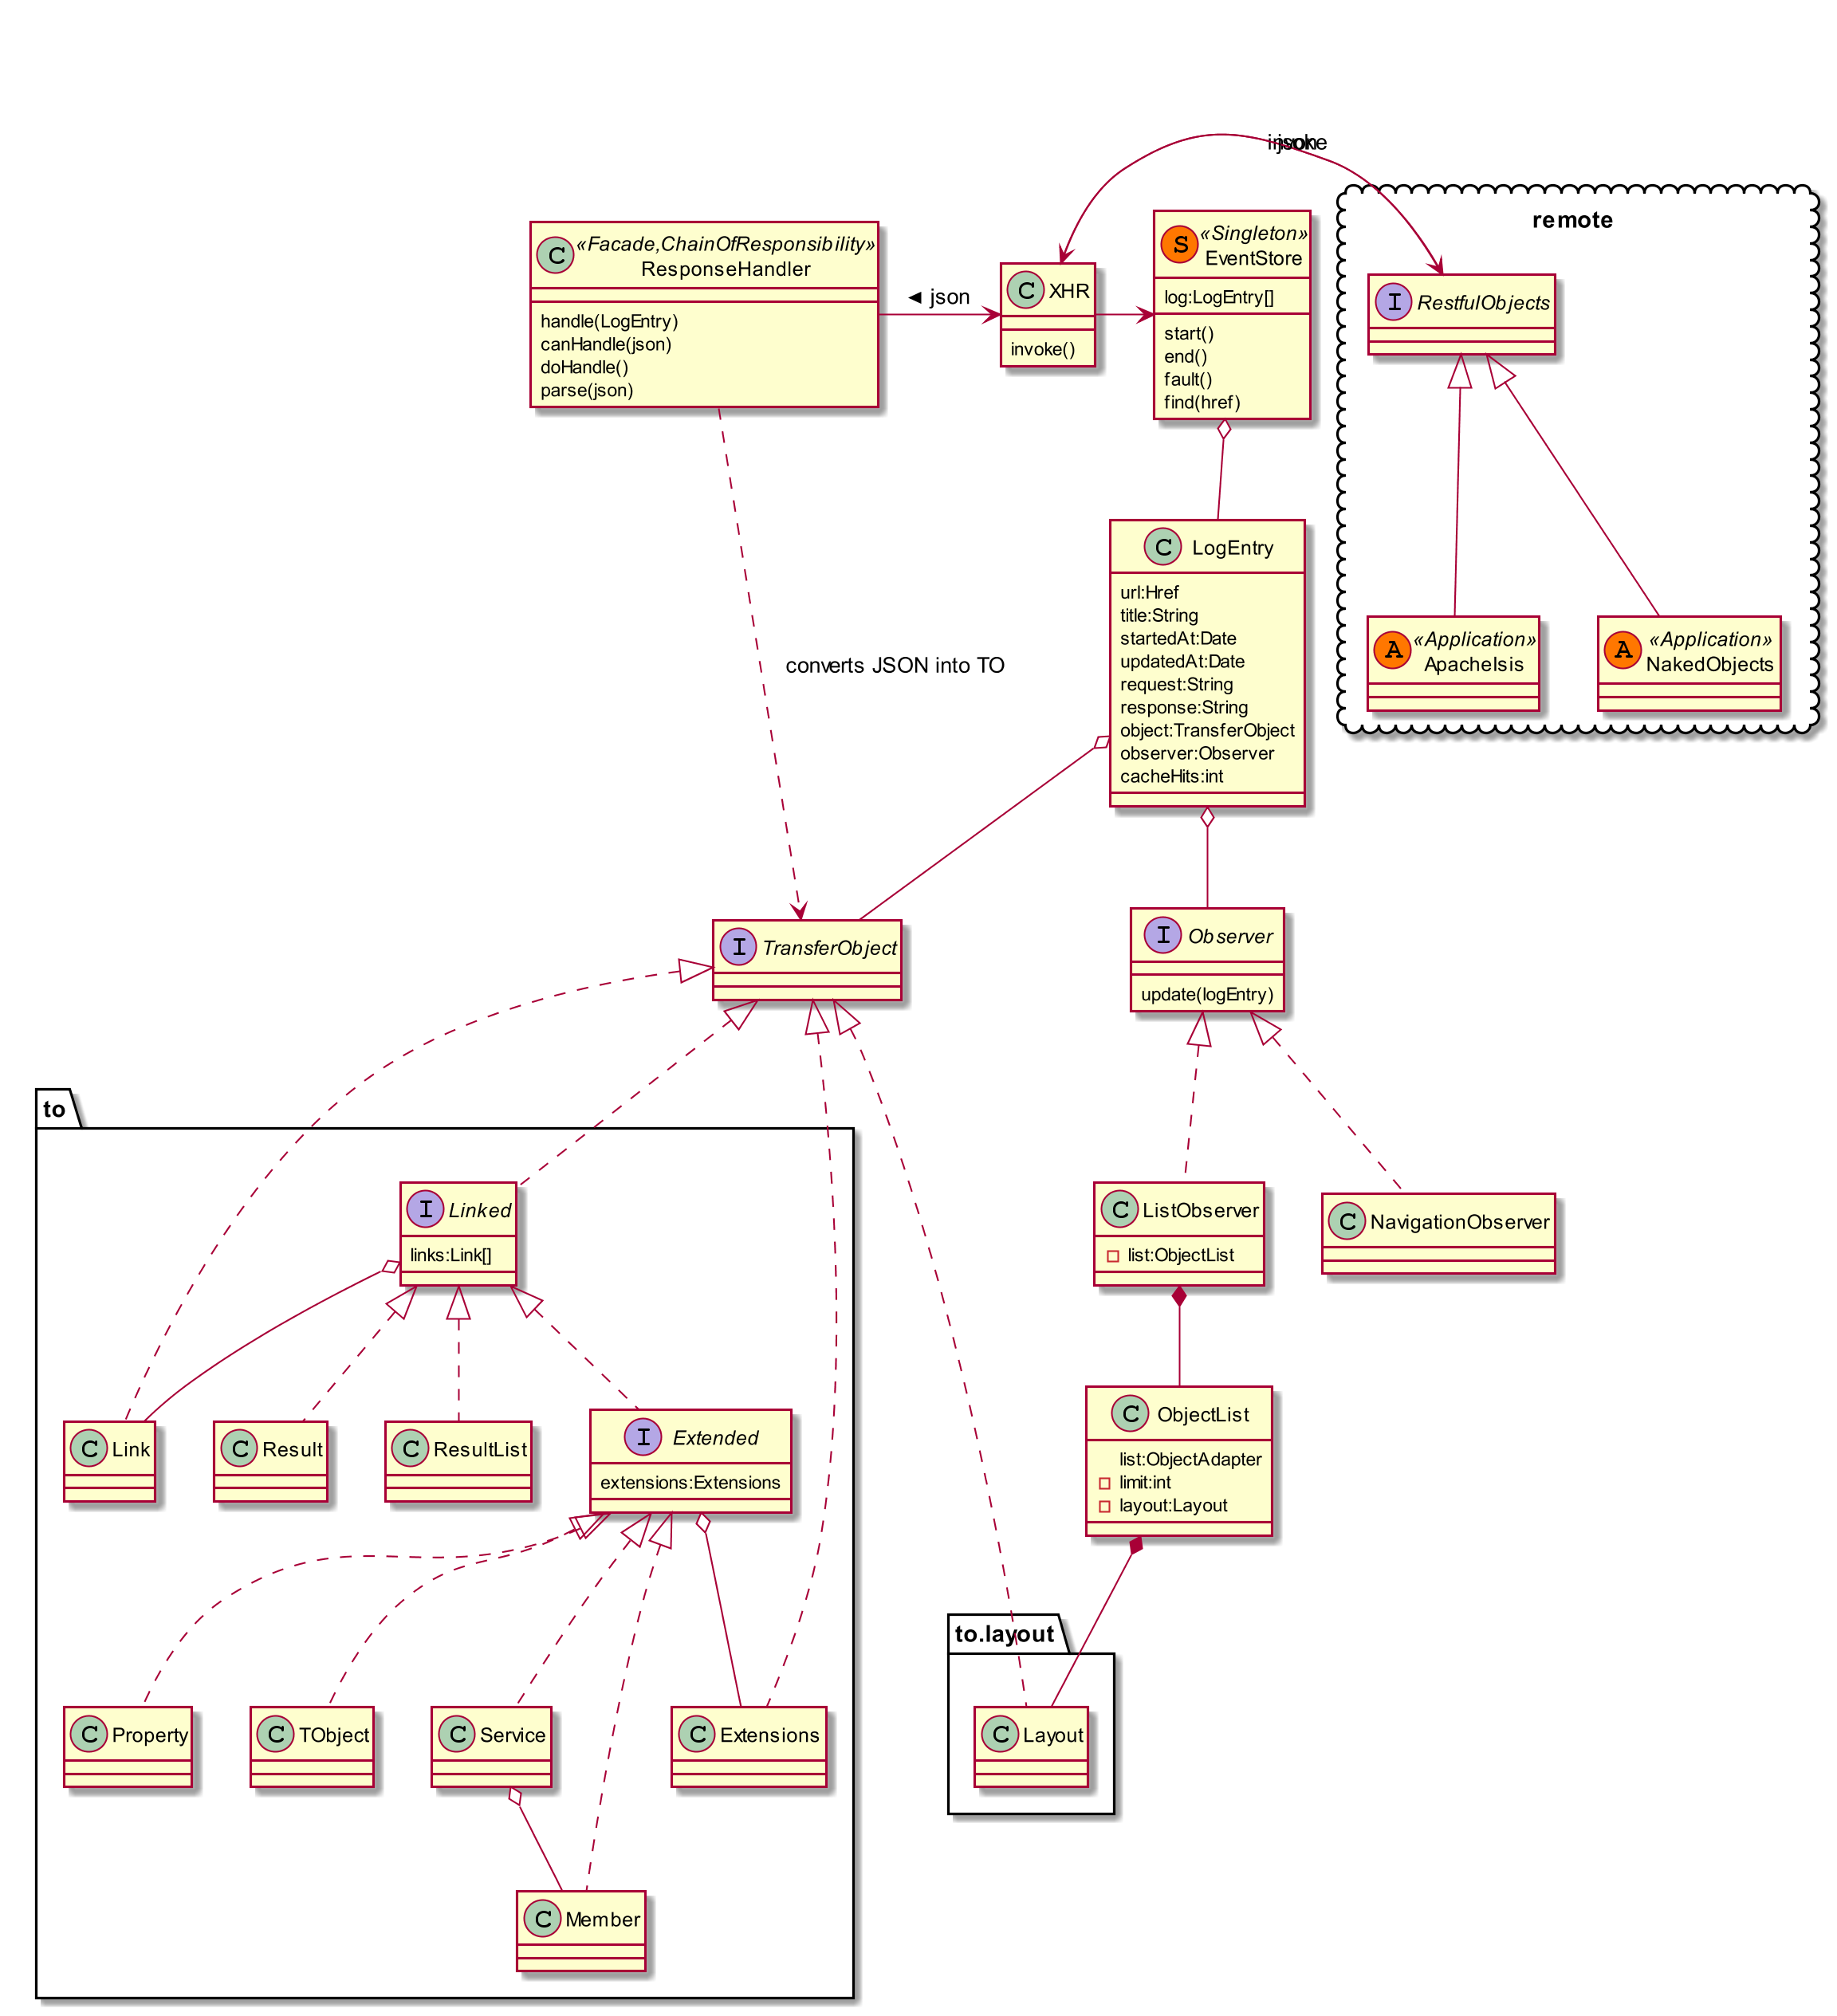 invoke
json
remote
C
«Facade,ChainOfResponsibility»
ResponseHandler
handle(LogEntry)
canHandle(json)
doHandle()
parse(json)
◄ json
C XHR
invoke()
S
«Singleton»
EventStore
log:LogEntry[]
start()
end()
fault()
find(href)
I RestfulObjects
C LogEntry
url:Href
title:String
startedAt:Date
updatedAt:Date
request:String
response:String
object:TransferObject
observer:Observer
cacheHits:int
A
«Application»
ApacheIsis
A
«Application»
NakedObjects
converts JSON into TO
I TransferObject
I Observer
update(logEntry)
to
I Linked
links:Link[]
C ListObserver
list:ObjectList
C NavigationObserver
C Link
C Result
C ResultList
I Extended
extensions:Extensions
C ObjectList
list:ObjectAdapter
limit:int
layout:Layout
to.layout
C Property
C TObject
C Service
C Extensions
C Layout
C Member